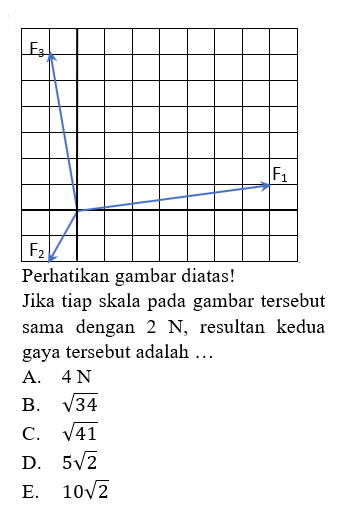 F₃
F₁
F₂
Perhatikan gambar diatas!
Jika tiap skala pada gambar tersebut
sama dengan 2 N, resultan kedua
gaya tersebut adalah …
A. 4 N
B. √34
C. √41
D. 5√2
E. 10√2